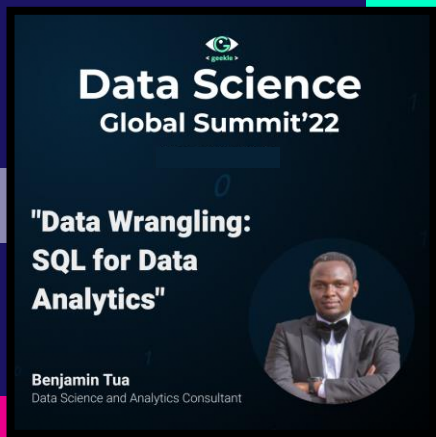 < geekle >
Data Science
Global Summit'22
"Data Wrangling:
SQL for Data
Analytics"
Benjamin Tua
Data Science and Analytics Consultant